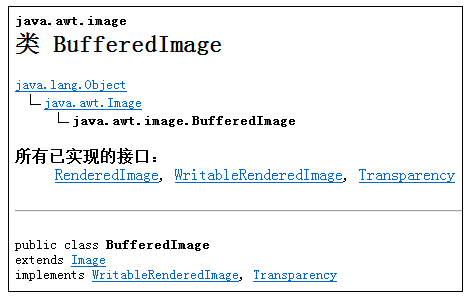 java.awt.image
类 BufferedImage
java.lang.Object
java.awt.Image
java.awt.image.BufferedImage
所有已实现的接口：
RenderedImage, WritableRenderedImage, Transparency
public class BufferedImage
extends Image
implements WritableRenderedImage, Transparency